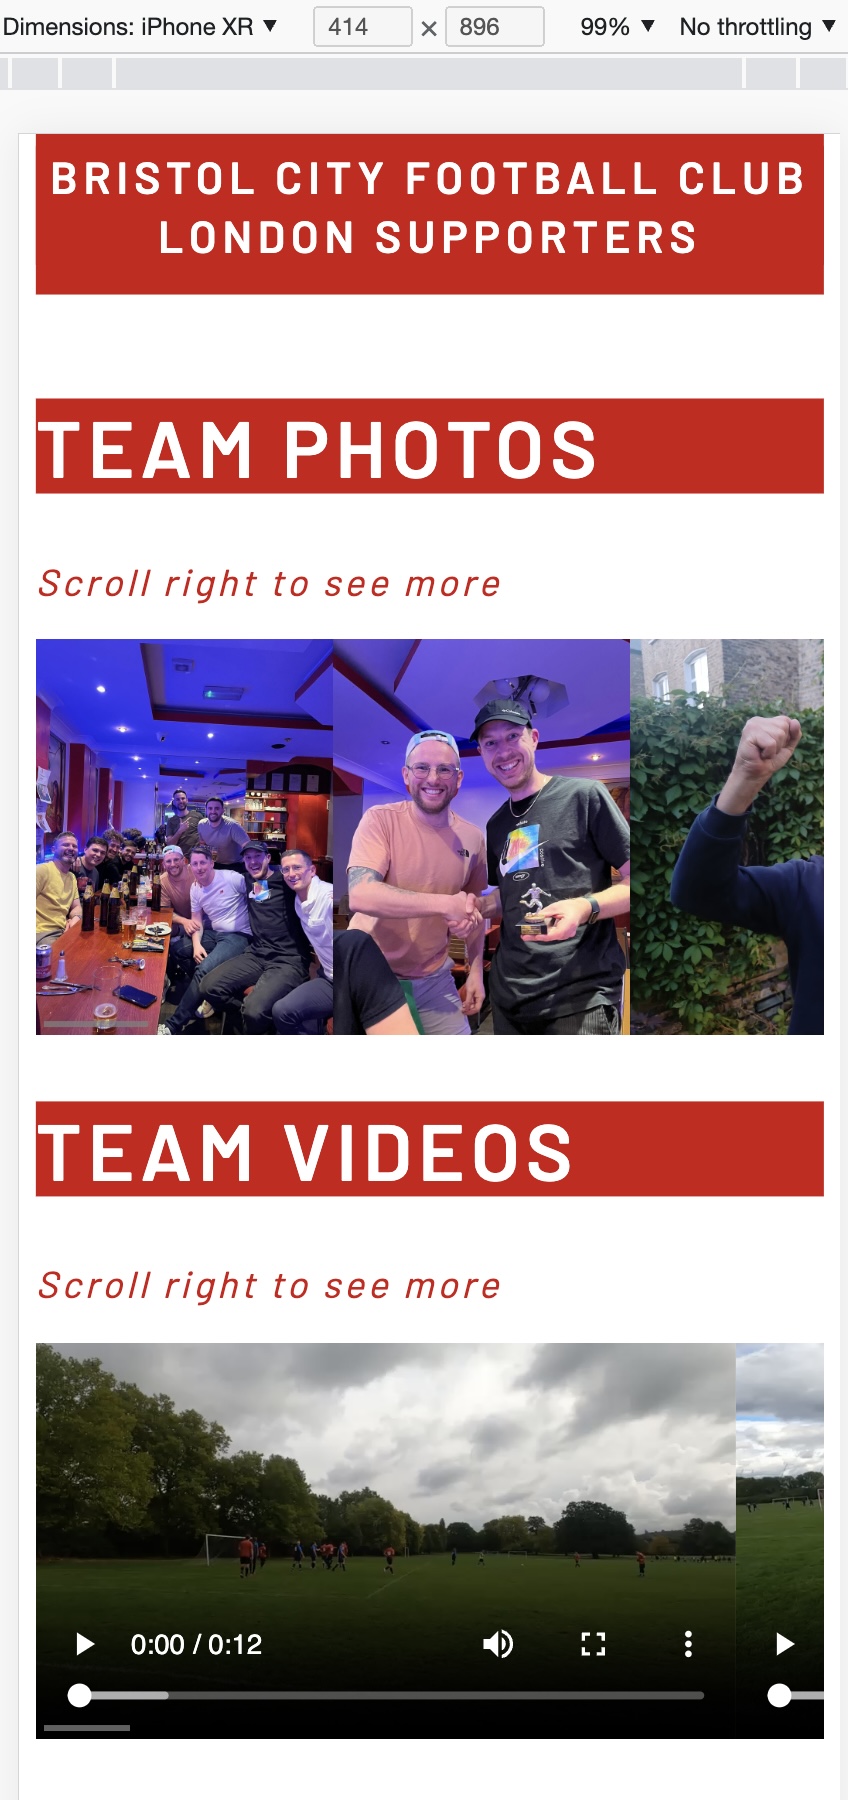 Dimensions: iPhone XR ▼ 414 × 896 99% ▼ No throttling ▼
BRISTOL CITY FOOTBALL CLUB
LONDON SUPPORTERS
TEAM PHOTOS
Scroll right to see more
TEAM VIDEOS
Scroll right to see more
0:00 / 0:12